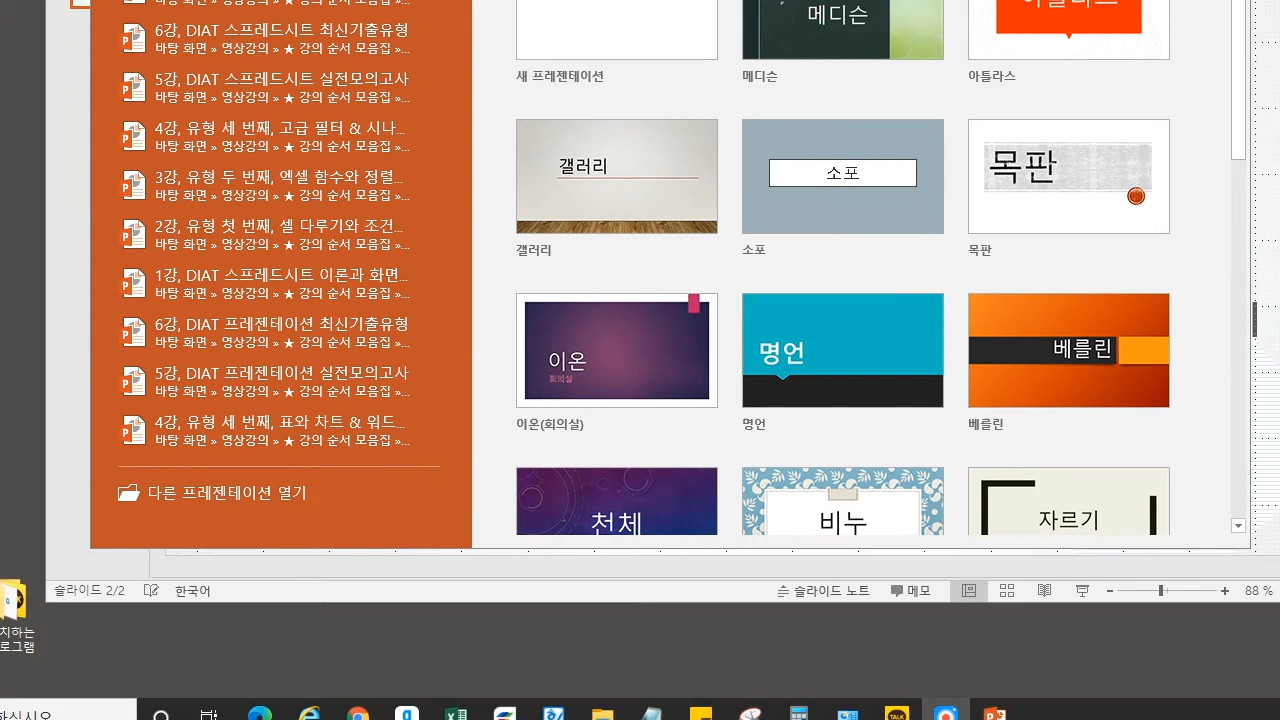 6강, DIAT 스프레드시트 최신기출유형
바탕 화면 » 영상강의 » ★ 강의 순서 모음집 »...
5강, DIAT 스프레드시트 실전모의고사
바탕 화면 » 영상강의 » ★ 강의 순서 모음집 »...
4강, 유형 세 번째, 고급 필터 & 시나...
바탕 화면 » 영상강의 » ★ 강의 순서 모음집 »...
3강, 유형 두 번째, 엑셀 함수와 정렬...
바탕 화면 » 영상강의 » ★ 강의 순서 모음집 »...
2강, 유형 첫 번째, 셀 다루기와 조건...
바탕 화면 » 영상강의 » ★ 강의 순서 모음집 »...
1강, DIAT 스프레드시트 이론과 화면...
바탕 화면 » 영상강의 » ★ 강의 순서 모음집 »...
6강, DIAT 프레젠테이션 최신기출유형
바탕 화면 » 영상강의 » ★ 강의 순서 모음집 »...
5강, DIAT 프레젠테이션 실전모의고사
바탕 화면 » 영상강의 » ★ 강의 순서 모음집 »...
4강, 유형 세 번째, 표와 차트 & 워드...
바탕 화면 » 영상강의 » ★ 강의 순서 모음집 »...
다른 프레젠테이션 열기
메디슨
새 프레젠테이션
메디슨
아틀라스
갤러리
소포
목판
갤러리
소포
목판
이온
회의실
명언
베를린
이온(회의실)
명언
베를린
천체
비누
자르기
슬라이드 2/2
한국어
슬라이드 노트
메모
88 %
치하는
로그램
TALK